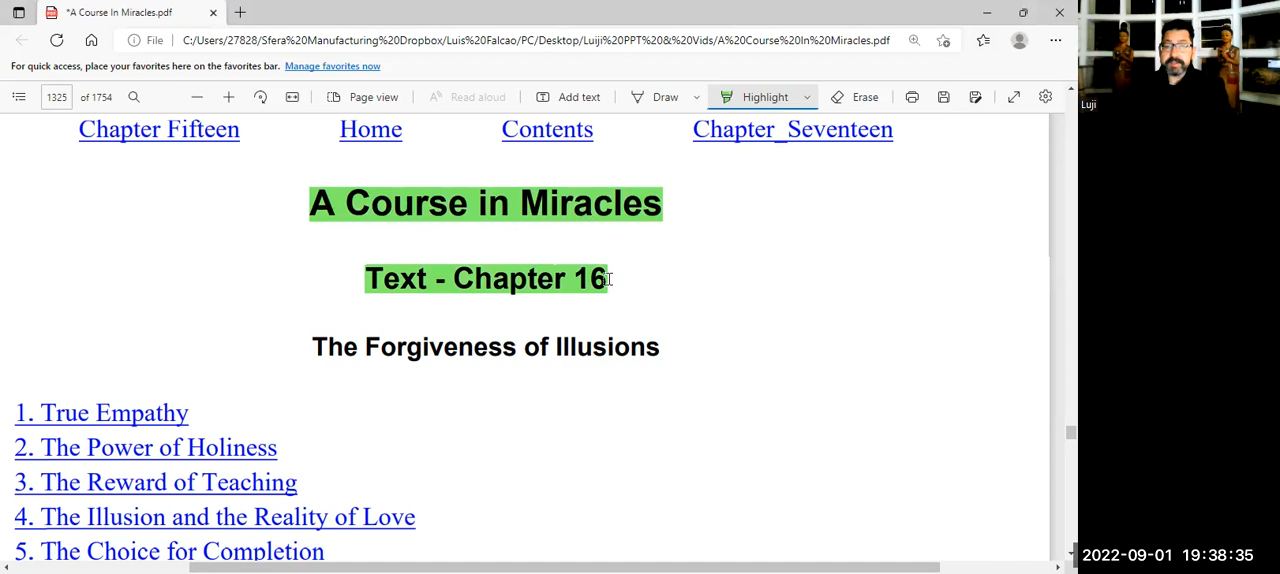 *A Course In Miracles.pdf
File C:/Users/27828/Sfera%20Manufacturing%20Dropbox/Luis%20Falcao/PC/Desktop/Luiji%20PPT%20&%20Vids/A%20Course%20In%20Miracles.pdf
For quick access, place your favorites here on the favorites bar. Manage favorites now
1325 of 1754 Page view Read aloud Add text Draw Highlight Erase
Luji
Chapter Fifteen Home Contents Chapter_Seventeen
A Course in Miracles
Text - Chapter 16
The Forgiveness of Illusions
1. True Empathy
2. The Power of Holiness
3. The Reward of Teaching
4. The Illusion and the Reality of Love
5. The Choice for Completion
2022-09-01 19:38:35